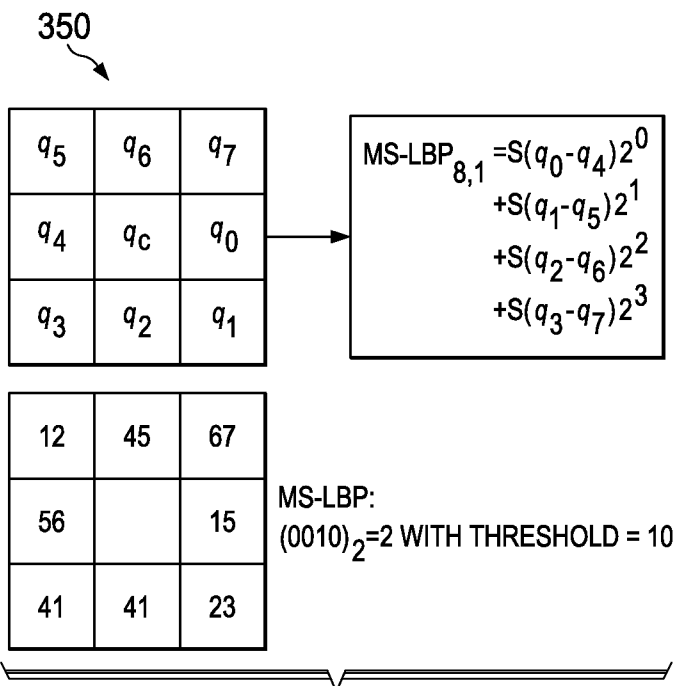 350
q5 q6 q7
q4 qc q0
q3 q2 q1
MS-LBP8,1 =S(q0-q4)2^0
+S(q1-q5)2^1
+S(q2-q6)2^2
+S(q3-q7)2^3
12 45 67
56 15
41 41 23
MS-LBP:
(0010)2=2 WITH THRESHOLD = 10